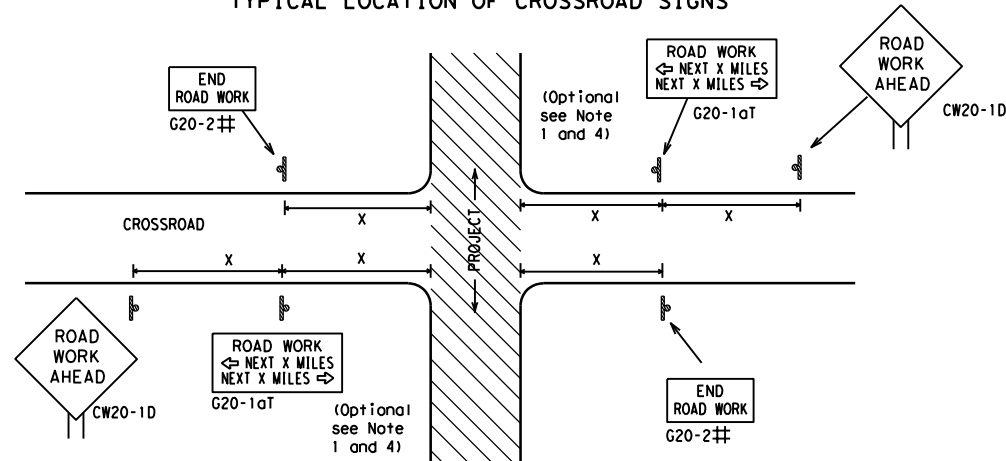 TYPICAL LOCATION OF CROSSROAD SIGNS
END
ROAD WORK
G20-2#
ROAD WORK
⇦ NEXT X MILES
NEXT X MILES ⇨
G20-1aT
(Optional
see Note
1 and 4)
ROAD
WORK
AHEAD
CW20-1D
X
X
X
CROSSROAD
PROJECT
X
X
X
ROAD
WORK
AHEAD
CW20-1D
ROAD WORK
⇦ NEXT X MILES
NEXT X MILES ⇨
G20-1aT
(Optional
see Note
1 and 4)
END
ROAD WORK
G20-2#